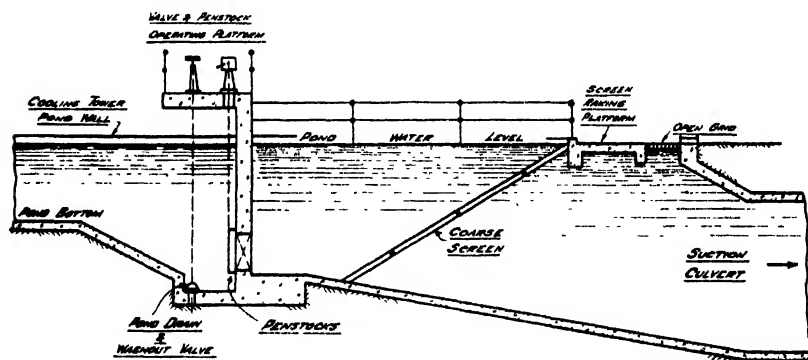 VALVE & PENSTOCK
OPERATING PLATFORM
COOLING TOWER
POND WALL
POND WATER LEVEL
SCREEN
RAKING
PLATFORM
OPEN GRID
POND BOTTOM
COARSE
SCREEN
SUCTION
CULVERT
POND DRAIN
&
WASHOUT VALVE
PENSTOCKS